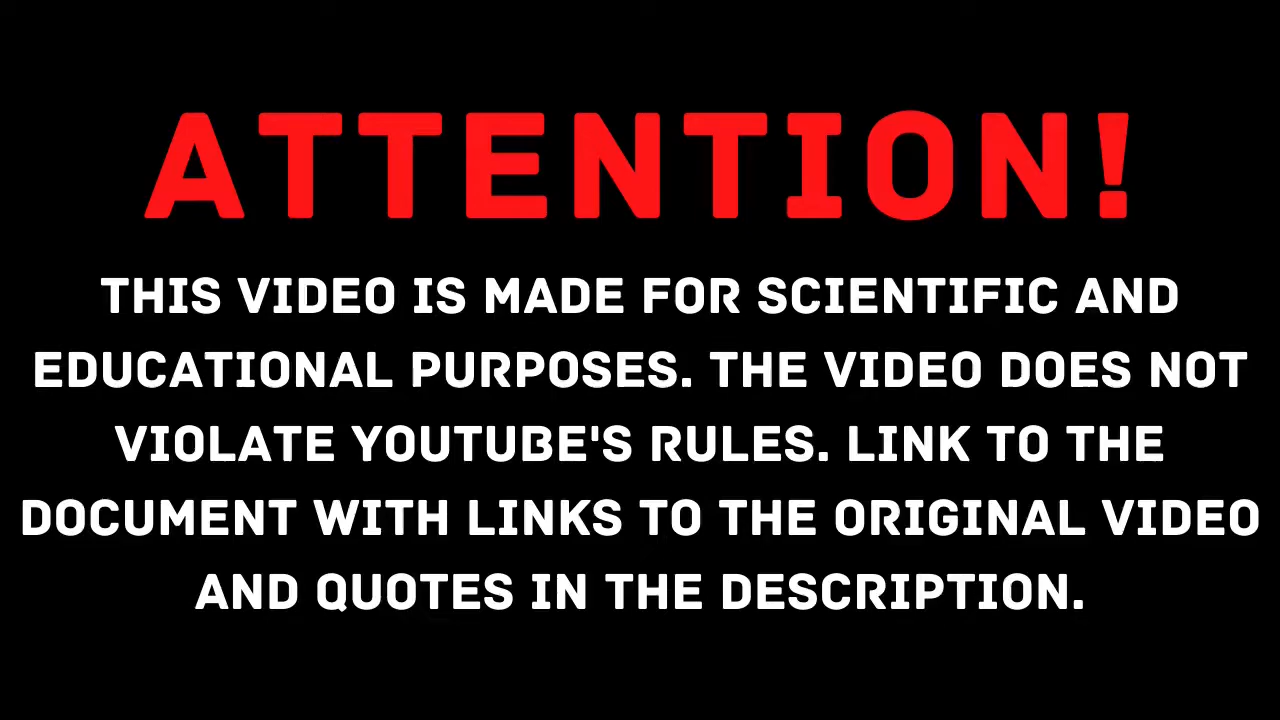 ATTENTION!
THIS VIDEO IS MADE FOR SCIENTIFIC AND
EDUCATIONAL PURPOSES. THE VIDEO DOES NOT
VIOLATE YOUTUBE'S RULES. LINK TO THE
DOCUMENT WITH LINKS TO THE ORIGINAL VIDEO
AND QUOTES IN THE DESCRIPTION.